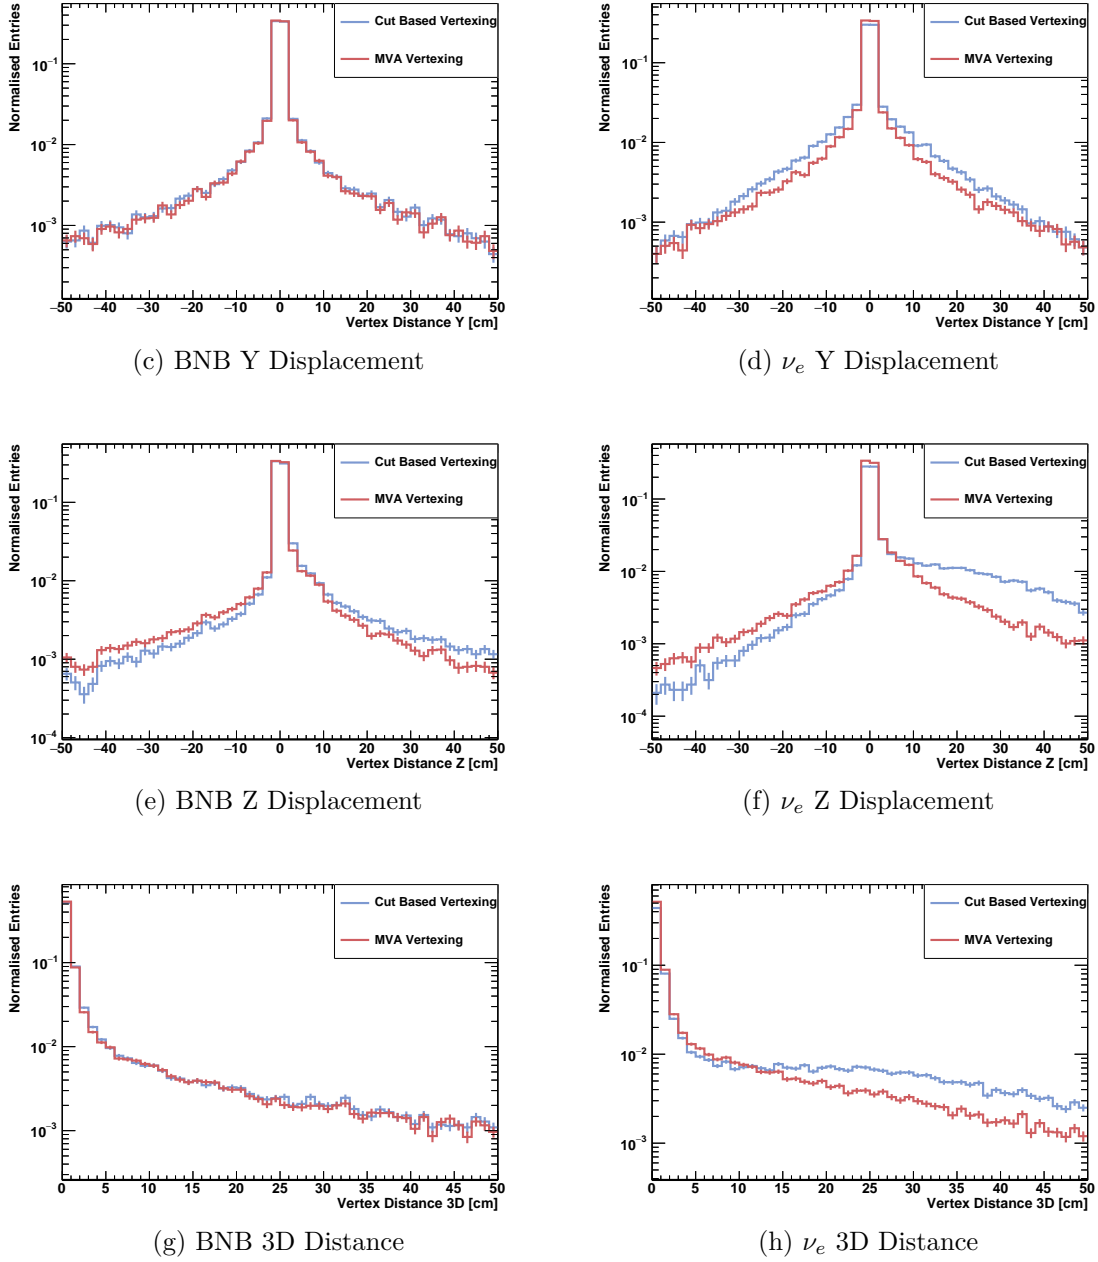 Normalised Entries
10⁻¹
10⁻²
10⁻³
Cut Based Vertexing
MVA Vertexing
−50 −40 −30 −20 −10 0 10 20 30 40 50
Vertex Distance Y [cm]
(c) BNB Y Displacement
Normalised Entries
10⁻¹
10⁻²
10⁻³
Cut Based Vertexing
MVA Vertexing
−50 −40 −30 −20 −10 0 10 20 30 40 50
Vertex Distance Y [cm]
(d) νₑ Y Displacement
Normalised Entries
10⁻¹
10⁻²
10⁻³
10⁻⁴
Cut Based Vertexing
MVA Vertexing
−50 −40 −30 −20 −10 0 10 20 30 40 50
Vertex Distance Z [cm]
(e) BNB Z Displacement
Normalised Entries
10⁻¹
10⁻²
10⁻³
10⁻⁴
Cut Based Vertexing
MVA Vertexing
−50 −40 −30 −20 −10 0 10 20 30 40 50
Vertex Distance Z [cm]
(f) νₑ Z Displacement
Normalised Entries
10⁻¹
10⁻²
10⁻³
Cut Based Vertexing
MVA Vertexing
0 5 10 15 20 25 30 35 40 45 50
Vertex Distance 3D [cm]
(g) BNB 3D Distance
Normalised Entries
10⁻¹
10⁻²
10⁻³
Cut Based Vertexing
MVA Vertexing
0 5 10 15 20 25 30 35 40 45 50
Vertex Distance 3D [cm]
(h) νₑ 3D Distance